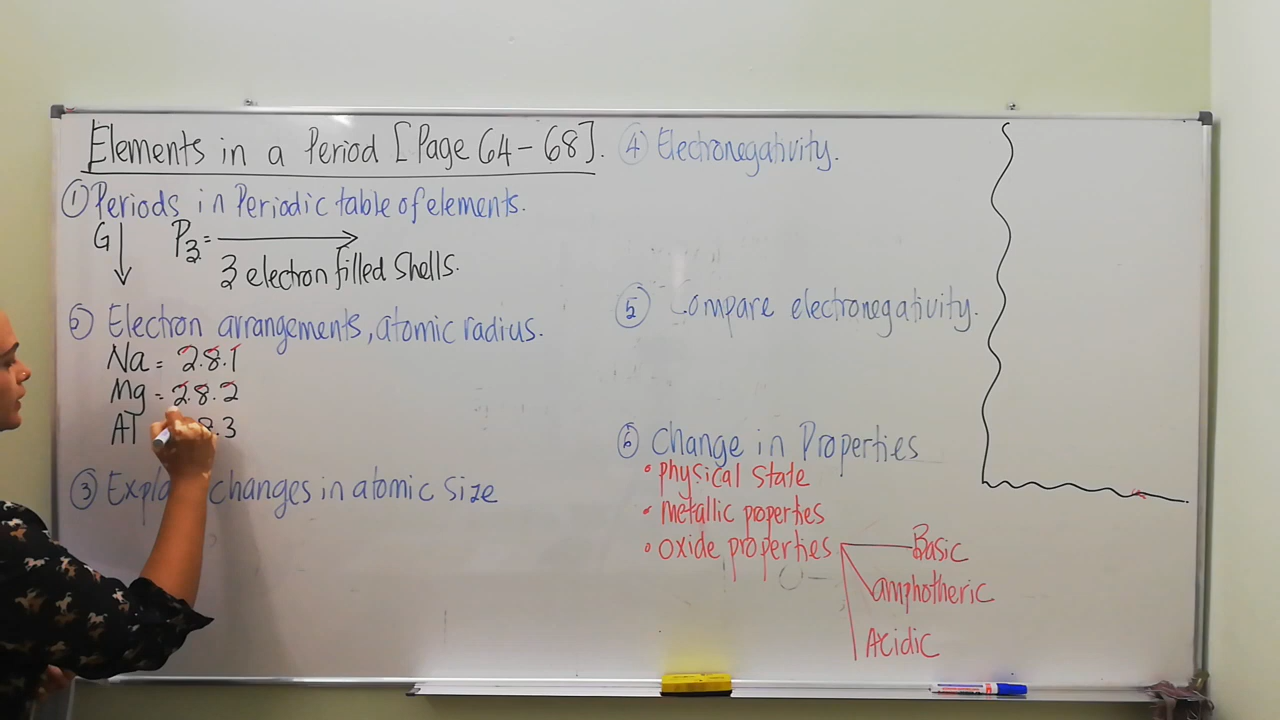 Elements in a Period [Page 64-68].
① Periods in Periodic table of elements.
G P3=
3 electron filled Shells.
② Electron arrangements, atomic radius.
Na = 2.8.1
Mg = 2.8.2
Al 8.3
③ changes in atomic size
④ Electronegativity.
⑤ Compare electronegativity.
⑥ Change in Properties
• physical state
• metallic properties
• oxide properties
Basic
amphotheric
Acidic